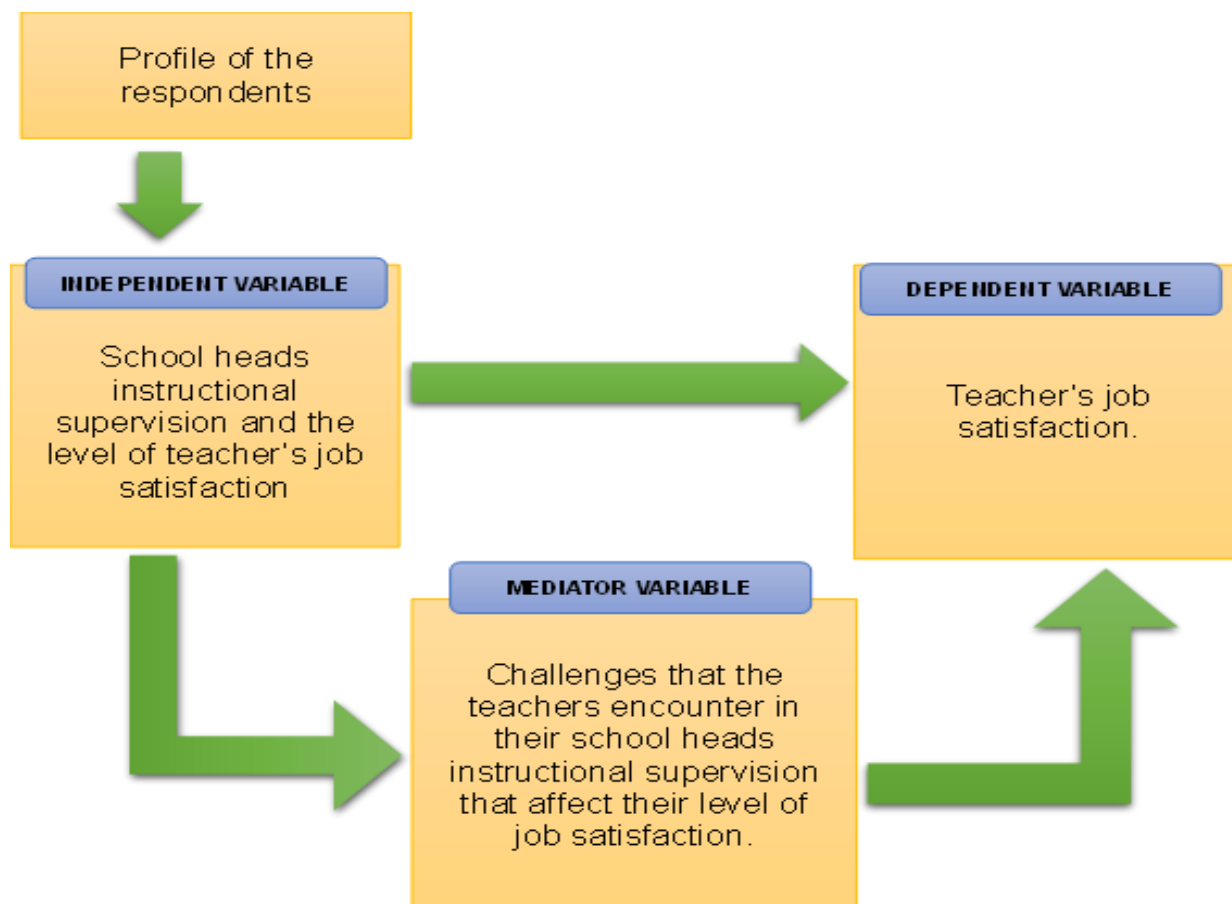 Profile of the
respondents
INDEPENDENT VARIABLE
School heads
instructional
supervision and the
level of teacher's job
satisfaction
DEPENDENT VARIABLE
Teacher's job
satisfaction.
MEDIATOR VARIABLE
Challenges that the
teachers encounter in
their school heads
instructional supervision
that affect their level of
job satisfaction.